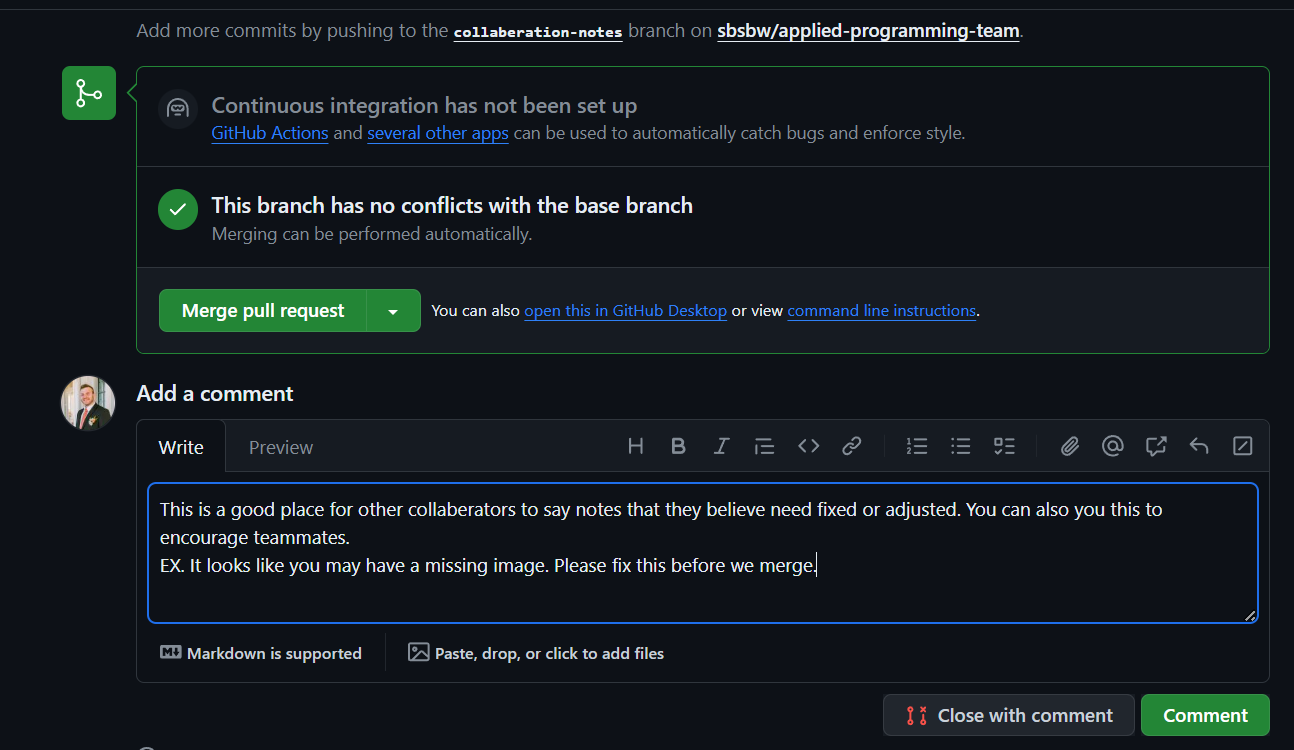 Add more commits by pushing to the collaberation-notes branch on sbsbw/applied-programming-team.
Continuous integration has not been set up
GitHub Actions and several other apps can be used to automatically catch bugs and enforce style.
This branch has no conflicts with the base branch
Merging can be performed automatically.
Merge pull request
You can also open this in GitHub Desktop or view command line instructions.
Add a comment
Write
Preview
This is a good place for other collaberators to say notes that they believe need fixed or adjusted. You can also you this to
encourage teammates.
EX. It looks like you may have a missing image. Please fix this before we merge.
Markdown is supported
Paste, drop, or click to add files
Close with comment
Comment